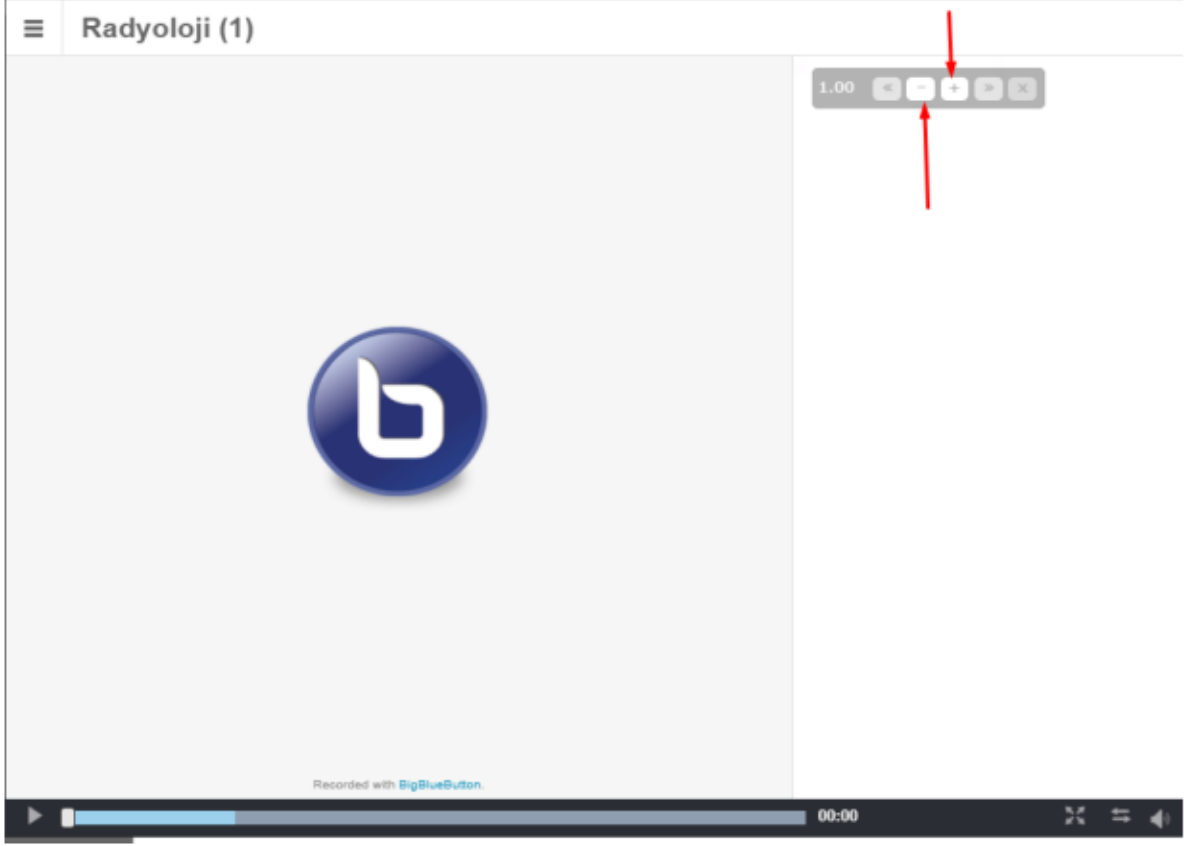 Radyoloji (1)
1.00 « - + » x
Recorded with BigBlueButton.
00:00